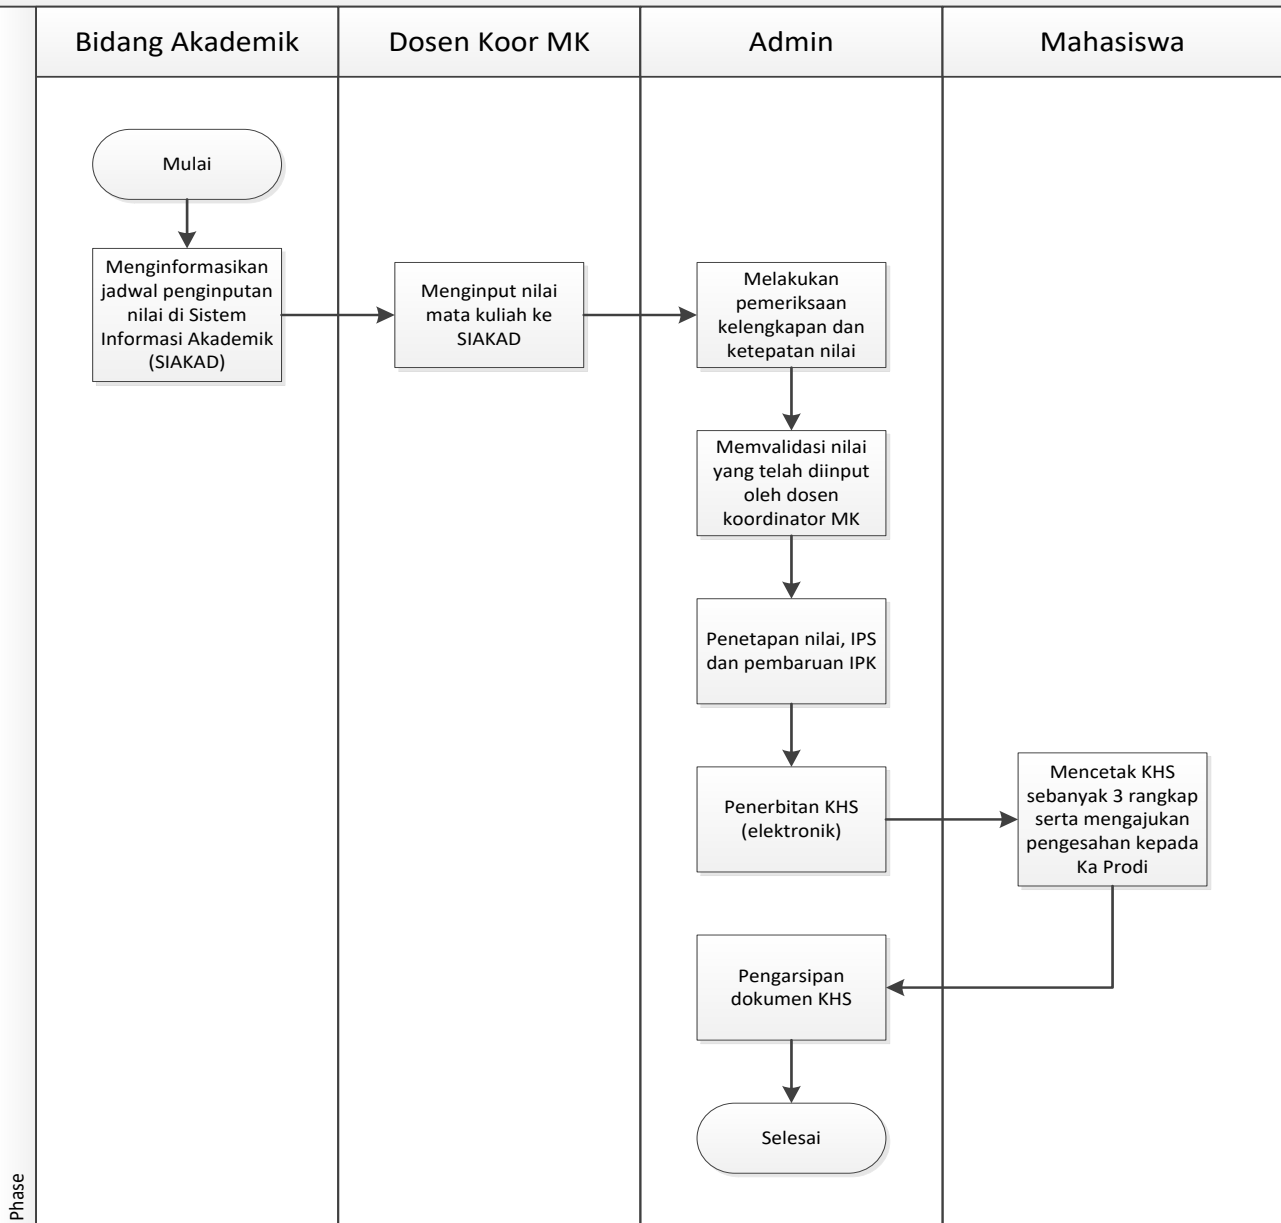 Bidang Akademik
Dosen Koor MK
Admin
Mahasiswa
Mulai
Menginformasikan
jadwal penginputan
nilai di Sistem
Informasi Akademik
(SIAKAD)
Menginput nilai
mata kuliah ke
SIAKAD
Melakukan
pemeriksaan
kelengkapan dan
ketepatan nilai
Memvalidasi nilai
yang telah diinput
oleh dosen
koordinator MK
Penetapan nilai, IPS
dan pembaruan IPK
Penerbitan KHS
(elektronik)
Mencetak KHS
sebanyak 3 rangkap
serta mengajukan
pengesahan kepada
Ka Prodi
Pengarsipan
dokumen KHS
Selesai
Phase